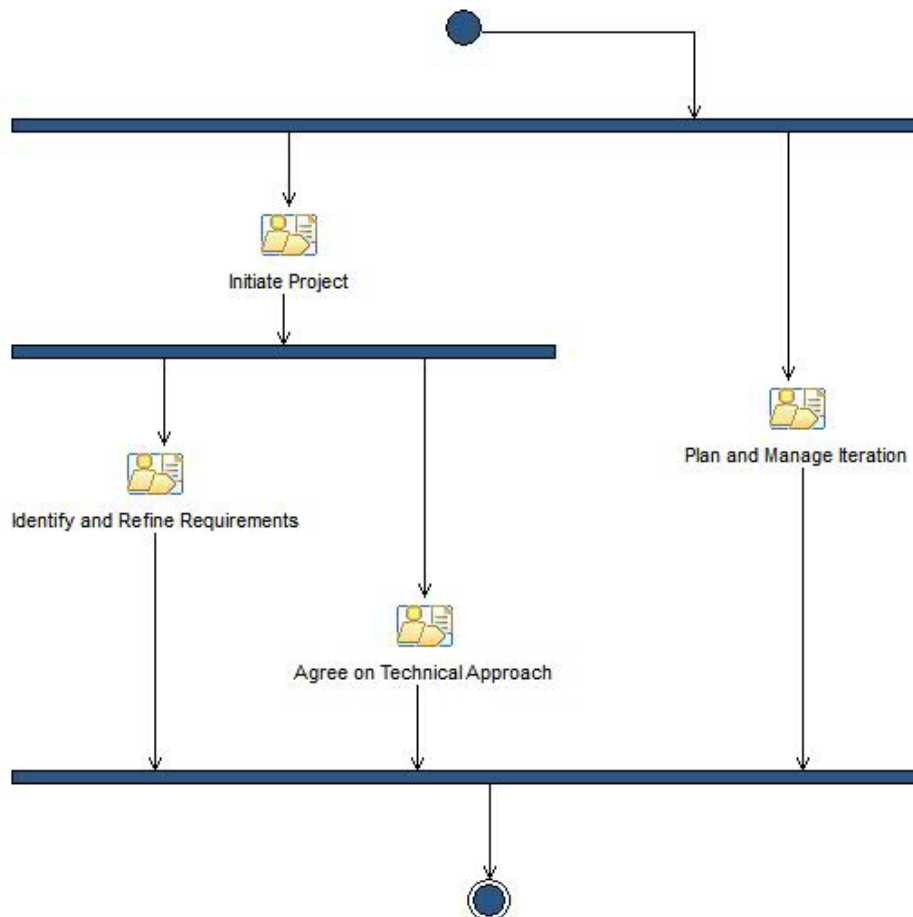 Initiate Project
Plan and Manage Iteration
Identify and Refine Requirements
Agree on Technical Approach